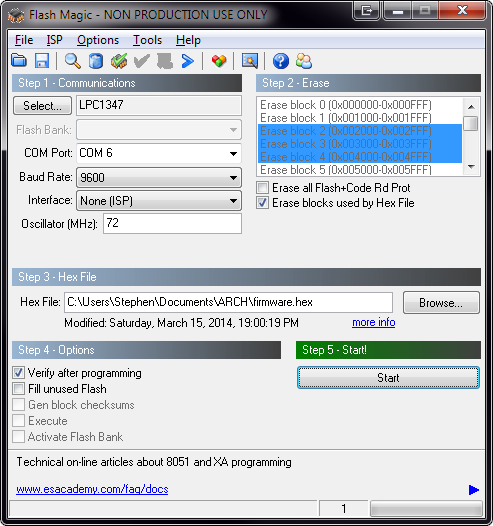 Flash Magic - NON PRODUCTION USE ONLY
File ISP Options Tools Help
Step 1 - Communications
Select... LPC1347
Flash Bank:
COM Port: COM 6
Baud Rate: 9600
Interface: None (ISP)
Oscillator (MHz): 72
Step 2 - Erase
Erase block 0 (0x000000-0x000FFF)
Erase block 1 (0x001000-0x001FFF)
Erase block 2 (0x002000-0x002FFF)
Erase block 3 (0x003000-0x003FFF)
Erase block 4 (0x004000-0x004FFF)
Erase block 5 (0x005000-0x005FFF)
Erase all Flash+Code Rd Prot
Erase blocks used by Hex File
Step 3 - Hex File
Hex File: C:\Users\Stephen\Documents\ARCH\firmware.hex Browse...
Modified: Saturday, March 15, 2014, 19:00:19 PM more info
Step 4 - Options
Verify after programming
Fill unused Flash
Gen block checksums
Execute
Activate Flash Bank
Step 5 - Start!
Start
Technical on-line articles about 8051 and XA programming
www.esacademy.com/faq/docs
1